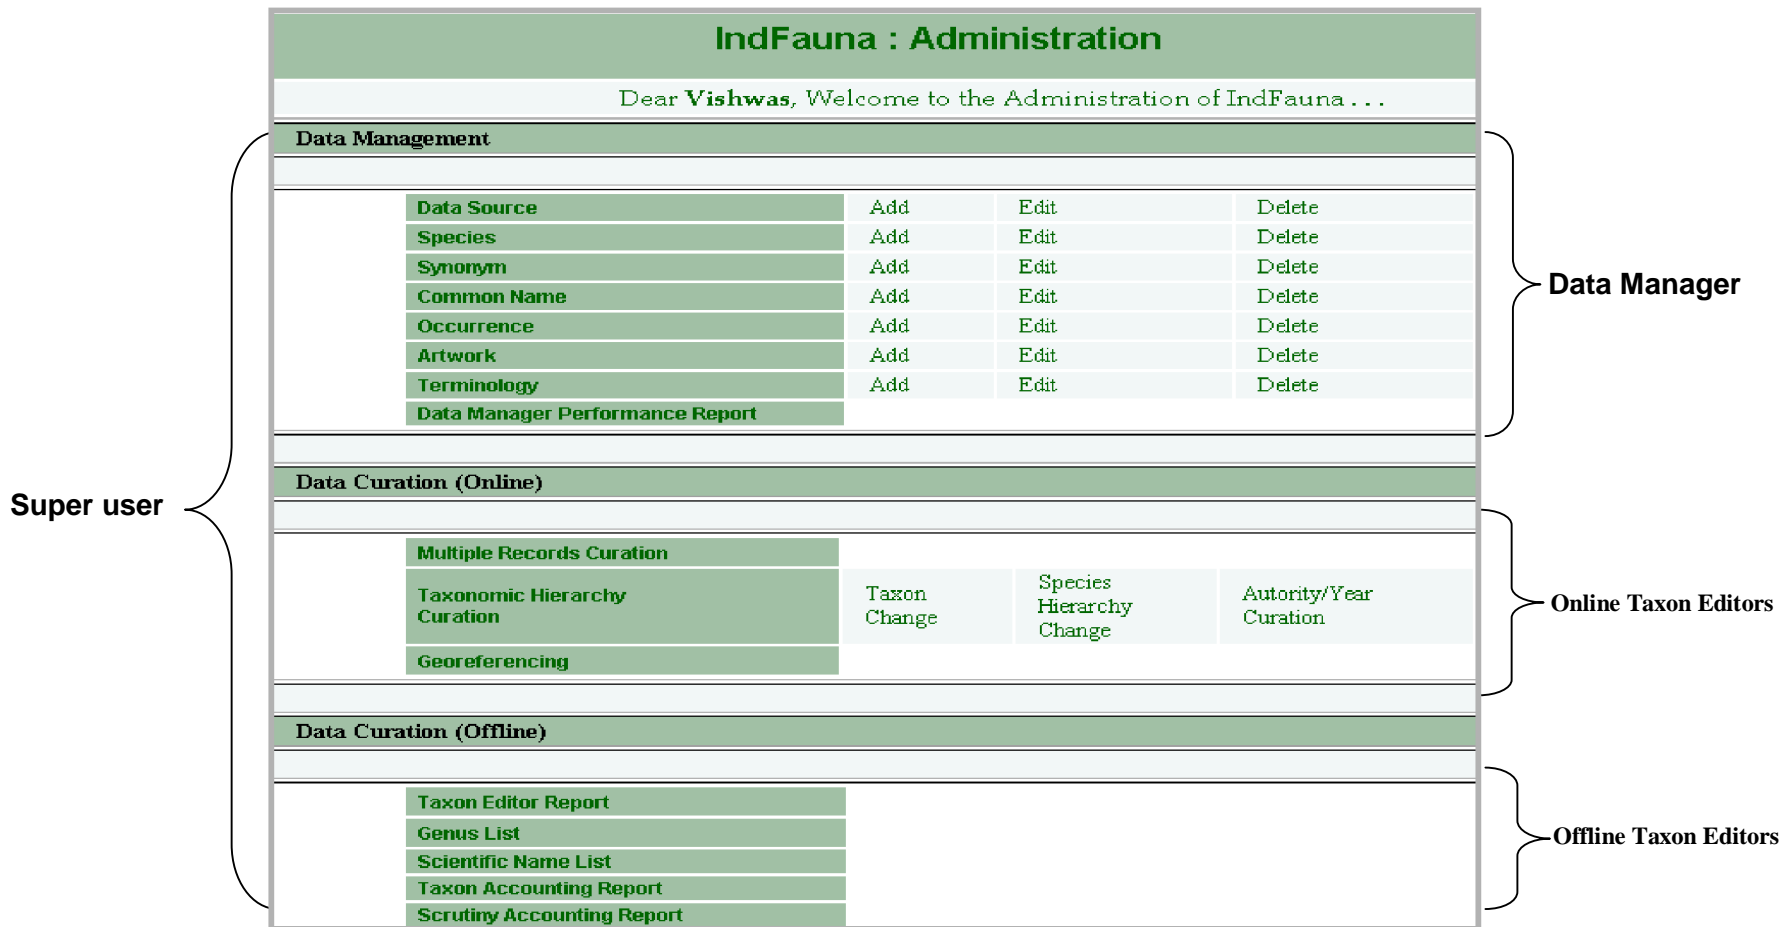 IndFauna : Administration
Dear Vishwas, Welcome to the Administration of IndFauna . . .
Data Management
Data Source Add Edit Delete
Species Add Edit Delete
Synonym Add Edit Delete
Common Name Add Edit Delete
Occurrence Add Edit Delete
Artwork Add Edit Delete
Terminology Add Edit Delete
Data Manager Performance Report
Data Manager
Super user
Data Curation (Online)
Multiple Records Curation
Taxonomic Hierarchy
Curation
Taxon
Change
Species
Hierarchy
Change
Autority/Year
Curation
Georeferencing
Online Taxon Editors
Data Curation (Offline)
Taxon Editor Report
Genus List
Scientific Name List
Taxon Accounting Report
Scrutiny Accounting Report
Offline Taxon Editors